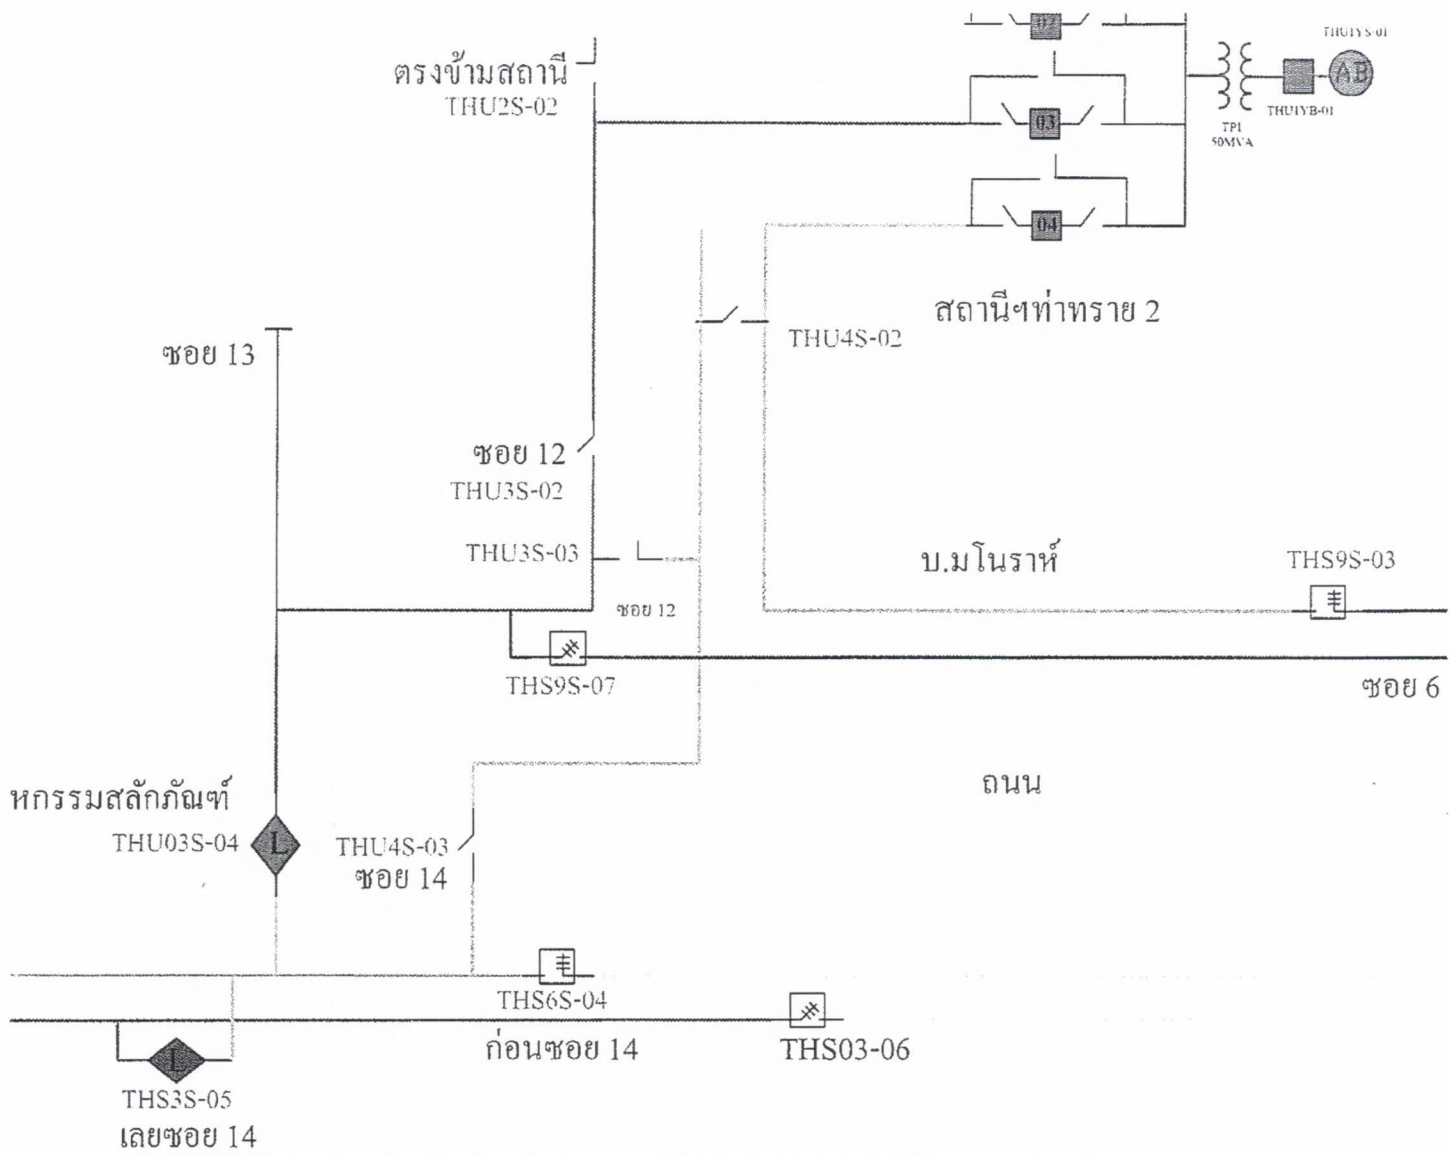 02
THU1YS-01
AB
ตรงข้ามสถานี
THU2S-02
03
THU1YB-01
TP1
50MVA
04
สถานีฯท่าทราย 2
THU4S-02
ซอย 13
ซอย 12
THU3S-02
THU3S-03
บ.มโนราห์
THS9S-03
ซอย 12
THS9S-07
ซอย 6
หกรรมสลักภัณฑ์
ถนน
THU03S-04
L
THU4S-03
ซอย 14
THS6S-04
ก่อนซอย 14
THS03-06
L
THS3S-05
เลยซอย 14